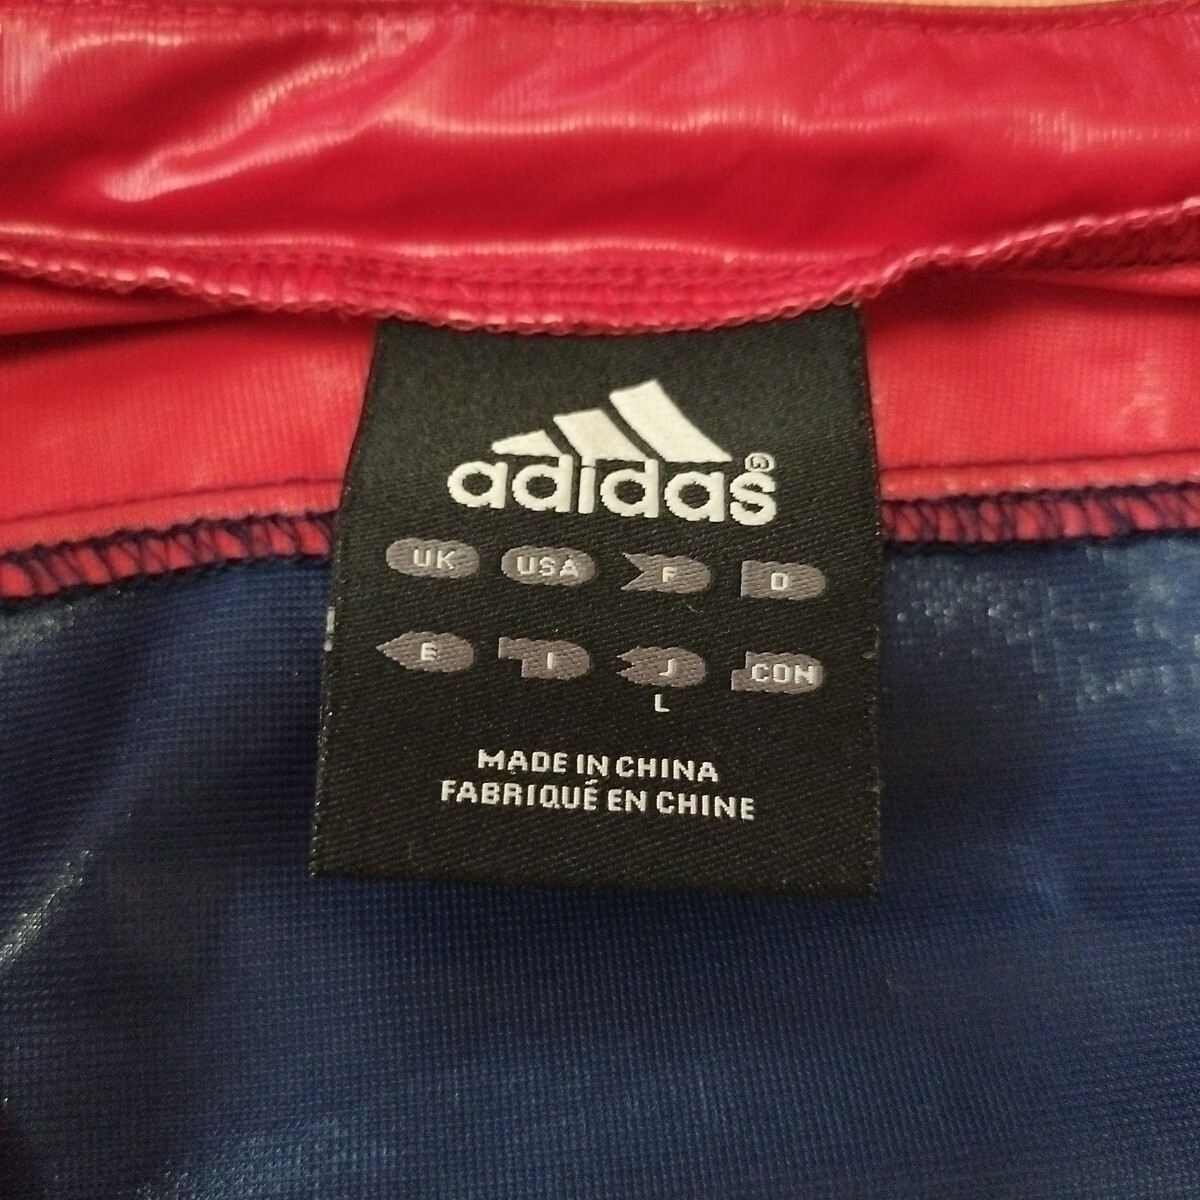 adidas®
UK USA F D
E I J CON
L
MADE IN CHINA
FABRIQUÉ EN CHINE